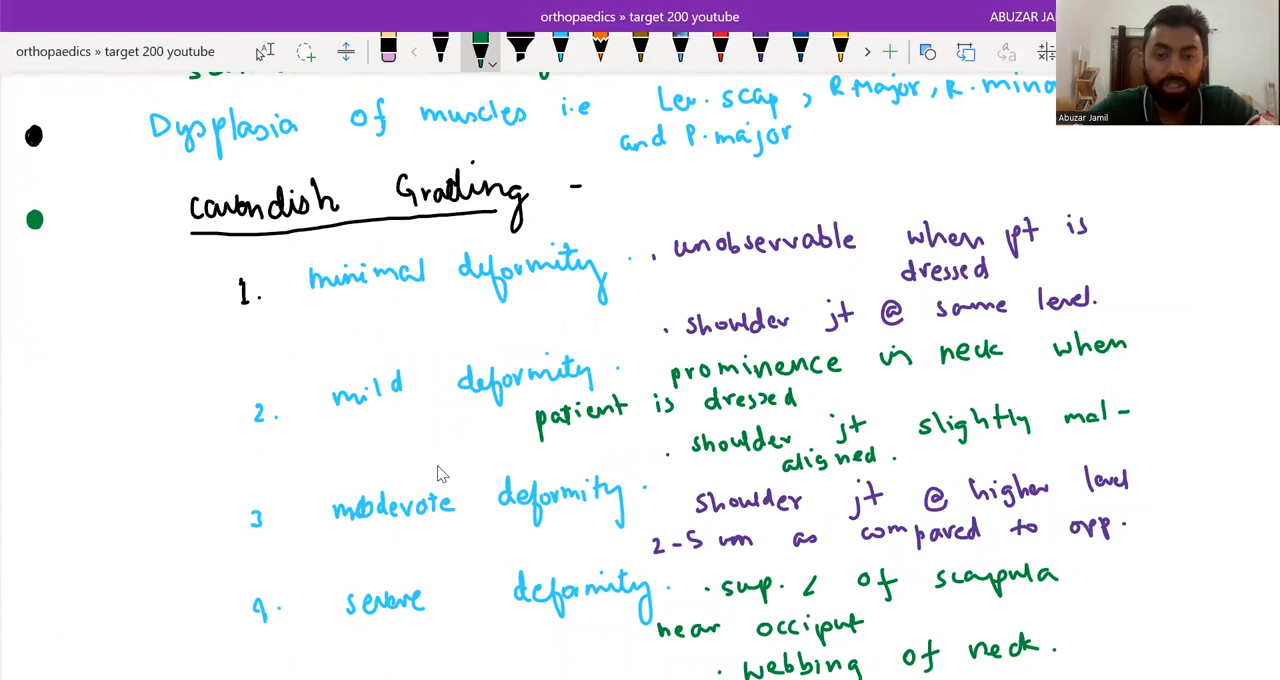 orthopaedics » target 200 youtube
ABUZAR JA
orthopaedics » target 200 youtube
Dysplasia of muscles i.e Lev. scap, R. Major, R. mino
and P. major
Cavendish Grading -
1. minimal deformity . . unobservable when pt is
dressed
. shoulder jt @ same level.
2. mild deformity . prominence in neck when
patient is dressed
. shoulder jt slightly mal-
aligned.
3 moderate deformity . shoulder jt @ higher level
2-5 cm as compared to opp.
4. severe deformity . . sup. ∠ of scapula
near occiput
. webbing of neck.
Abuzar Jamil